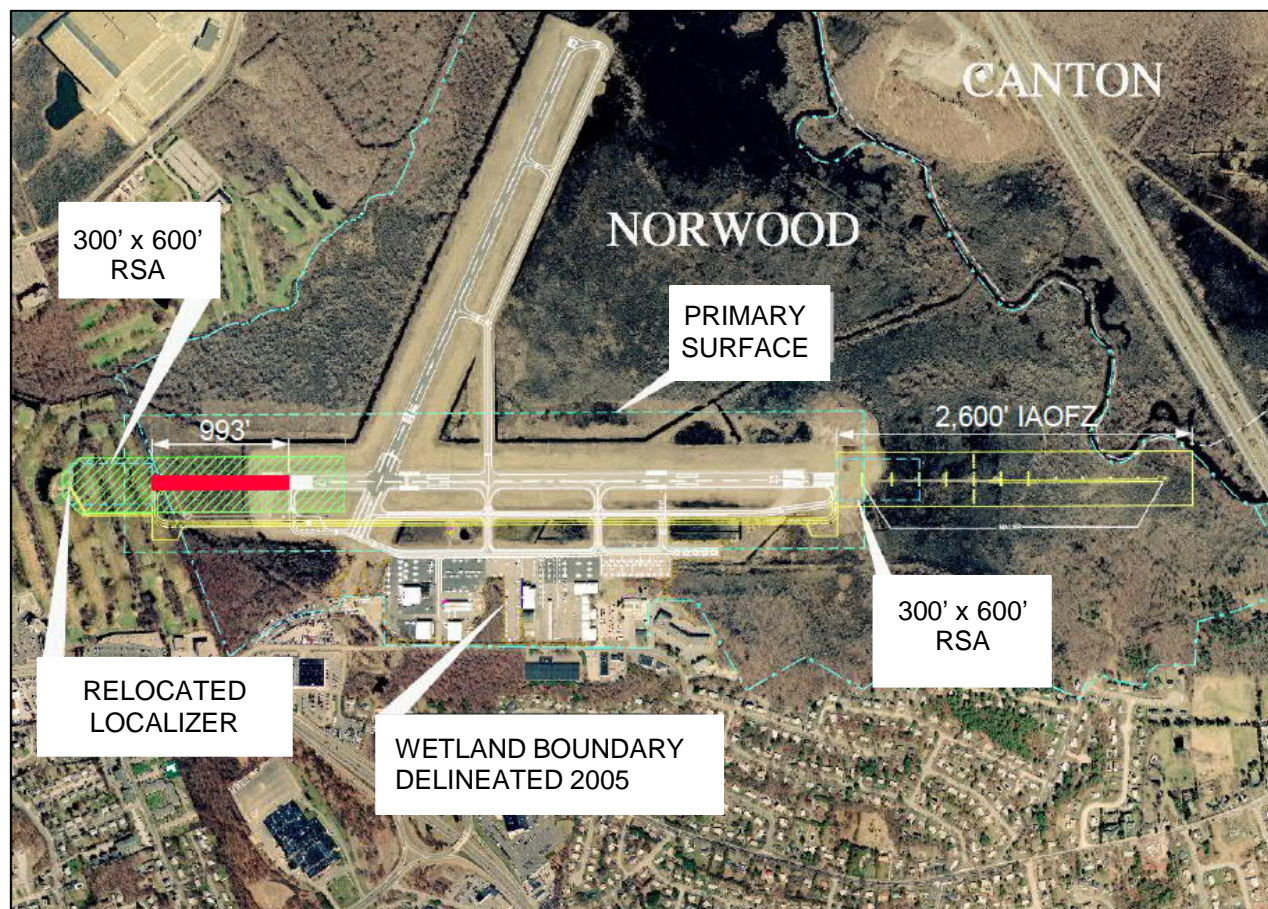 CANTON
NORWOOD
300' x 600'
RSA
PRIMARY
SURFACE
993'
2,600' IAOFZ
300' x 600'
RSA
RELOCATED
LOCALIZER
WETLAND BOUNDARY
DELINEATED 2005